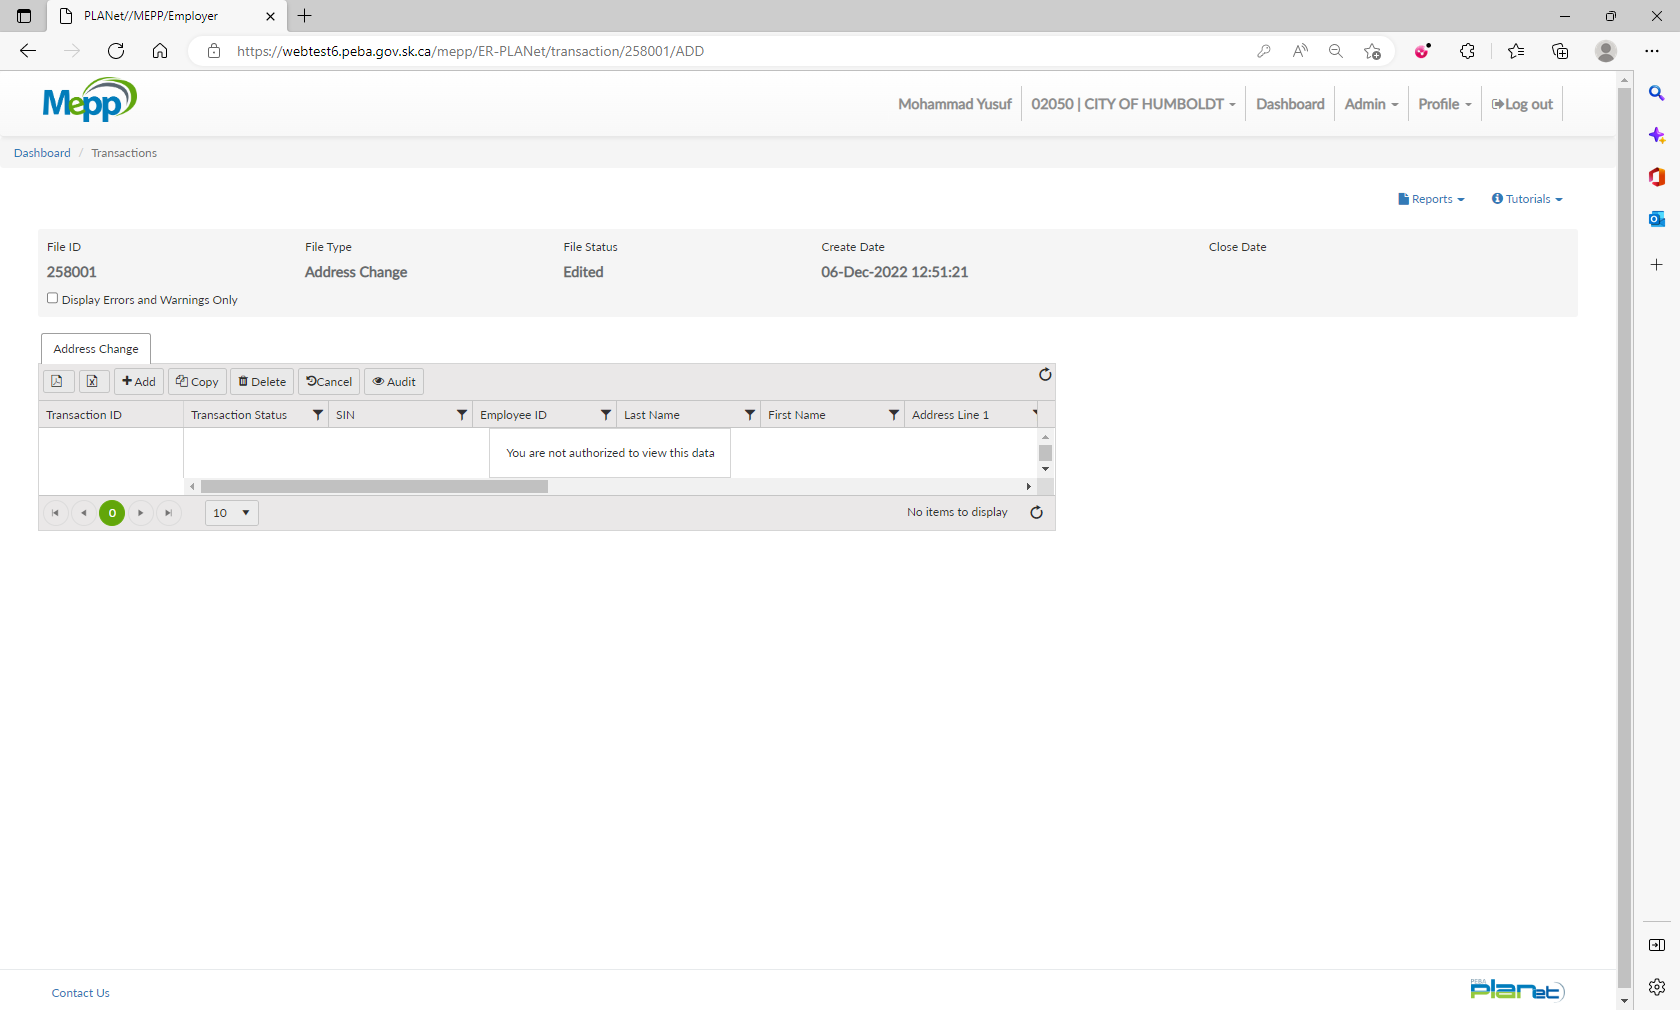 PLANet//MEPP/Employer
https://webtest6.peba.gov.sk.ca/mepp/ER-PLANet/transaction/258001/ADD
Mepp
Mohammad Yusuf
02050 | CITY OF HUMBOLDT
Dashboard
Admin
Profile
Log out
Dashboard / Transactions
Reports
Tutorials
File ID
File Type
File Status
Create Date
Close Date
258001
Address Change
Edited
06-Dec-2022 12:51:21
Display Errors and Warnings Only
Address Change
Add
Copy
Delete
Cancel
Audit
Transaction ID
Transaction Status
SIN
Employee ID
Last Name
First Name
Address Line 1
You are not authorized to view this data
0
10
No items to display
Contact Us
PEBA
PLANet